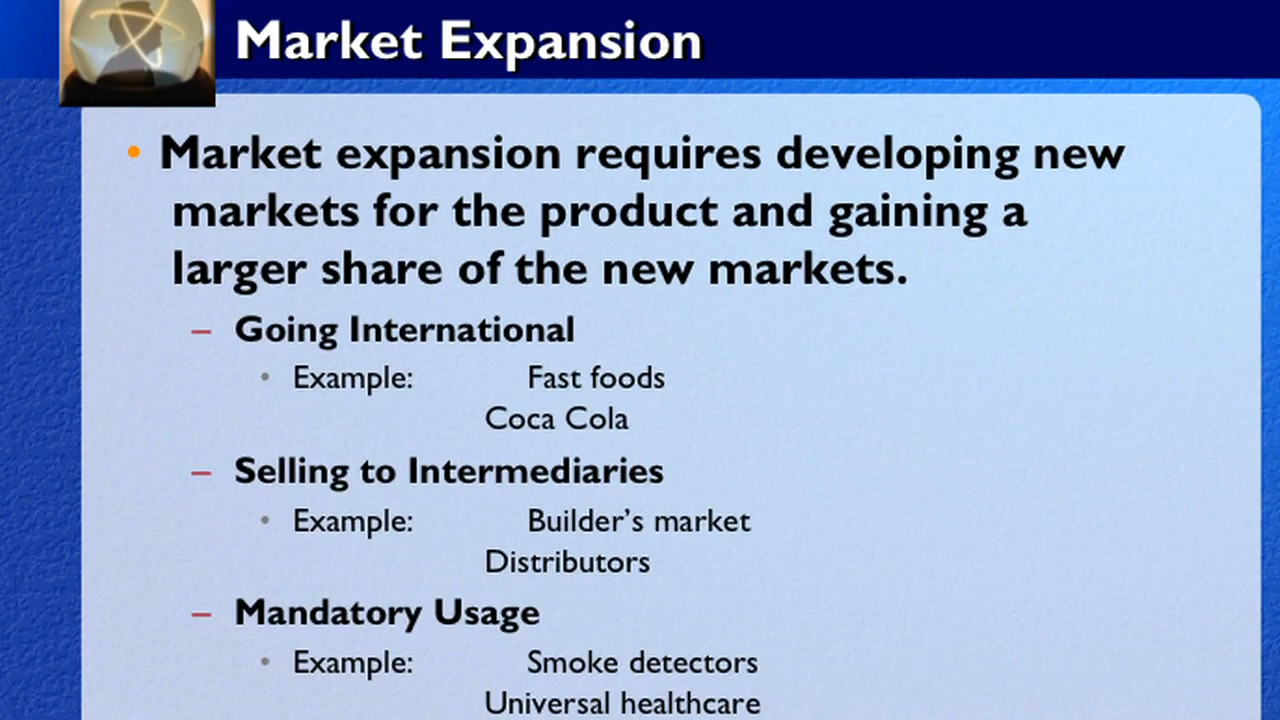 Market Expansion
• Market expansion requires developing new
markets for the product and gaining a
larger share of the new markets.
– Going International
• Example: Fast foods
Coca Cola
– Selling to Intermediaries
• Example: Builder’s market
Distributors
– Mandatory Usage
• Example: Smoke detectors
Universal healthcare